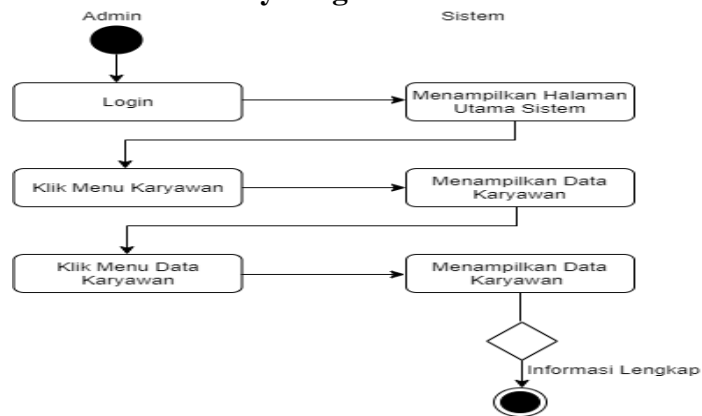 Admin
Sistem
Login
Menampilkan Halaman
Utama Sistem
Klik Menu Karyawan
Menampilkan Data
Karyawan
Klik Menu Data
Karyawan
Menampilkan Data
Karyawan
Informasi Lengkap